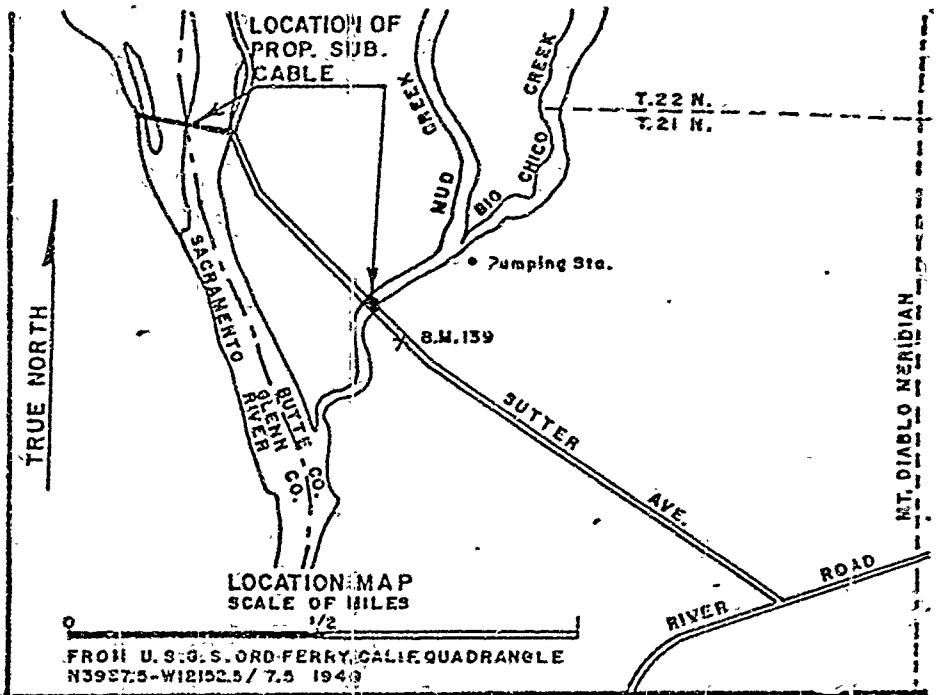 LOCATION OF
PROP. SUB.
CABLE
CREEK
MUD
CREEK
BIG CHICO
T.22 N.
T.21 N.
Pumping Sta.
B.M.139
TRUE NORTH
SACRAMENTO
RIVER
GLENN CO.
BUTTE CO.
SUTTER AVE.
MT. DIABLO MERIDIAN
RIVER ROAD
LOCATION MAP
SCALE OF MILES
0 1/2 1
FROM U.S.G.S. ORD FERRY, CALIF. QUADRANGLE